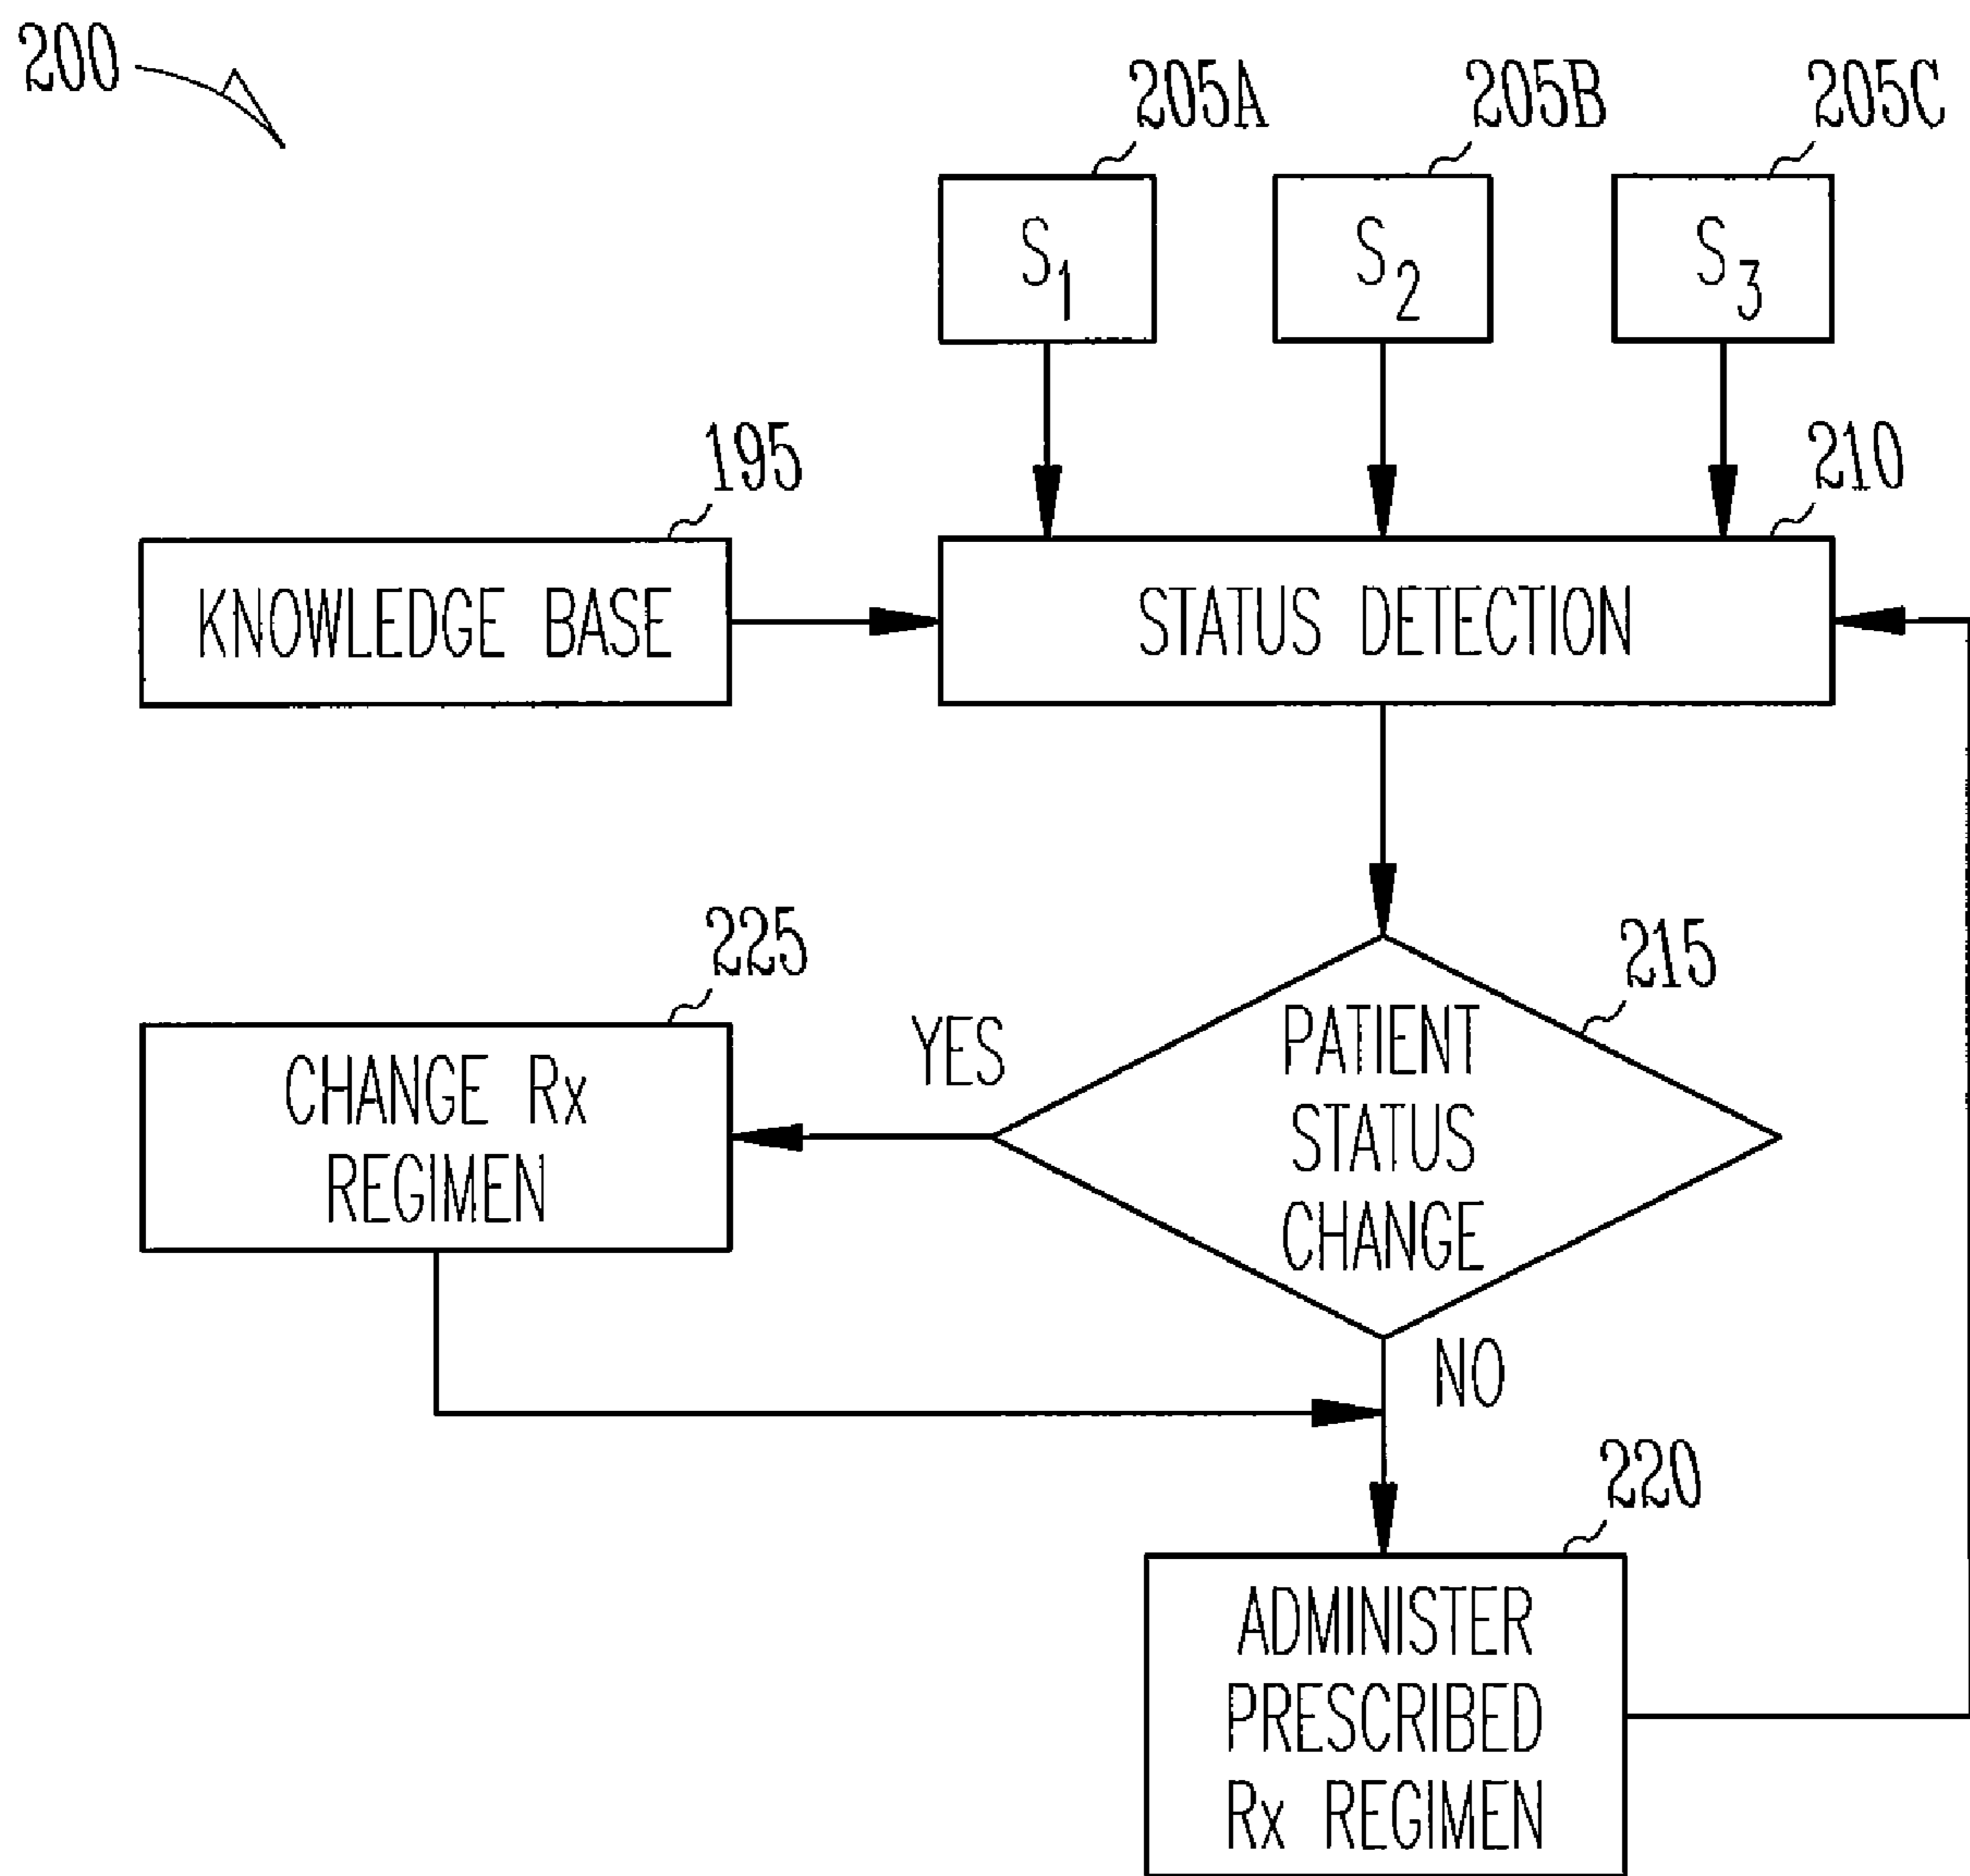 200
205A
205B
205C
S1
S2
S3
195
210
KNOWLEDGE BASE
STATUS DETECTION
225
215
CHANGE Rx
REGIMEN
YES
PATIENT
STATUS
CHANGE
NO
220
ADMINISTER
PRESCRIBED
Rx REGIMEN